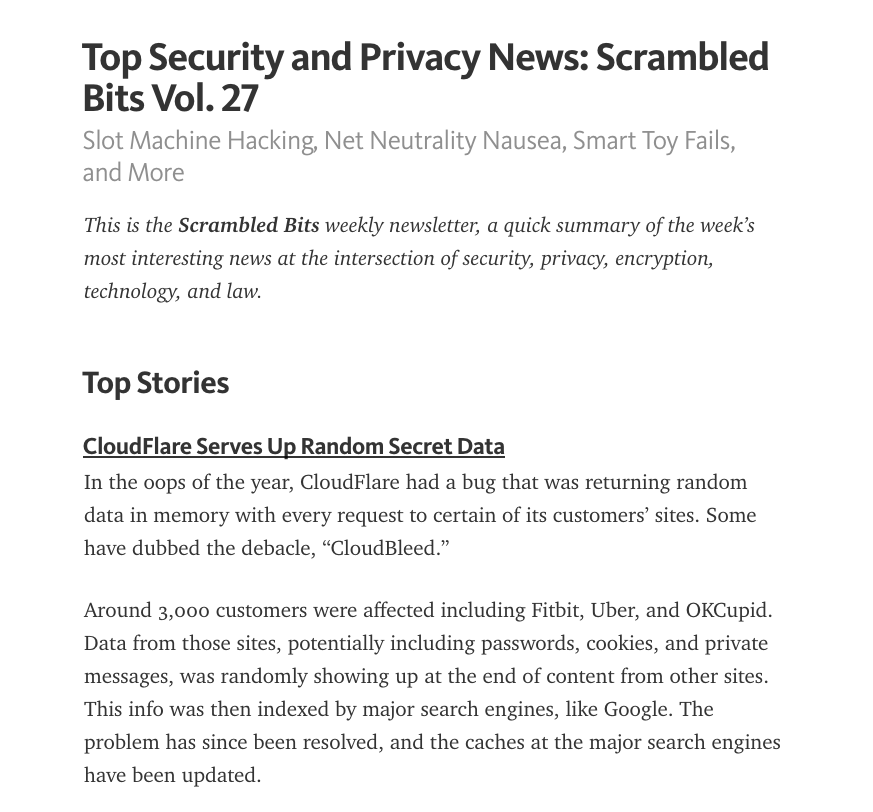 Top Security and Privacy News: Scrambled
Bits Vol. 27
Slot Machine Hacking, Net Neutrality Nausea, Smart Toy Fails,
and More
This is the Scrambled Bits weekly newsletter, a quick summary of the week’s
most interesting news at the intersection of security, privacy, encryption,
technology, and law.
Top Stories
CloudFlare Serves Up Random Secret Data
In the oops of the year, CloudFlare had a bug that was returning random
data in memory with every request to certain of its customers’ sites. Some
have dubbed the debacle, “CloudBleed.”
Around 3,000 customers were affected including Fitbit, Uber, and OKCupid.
Data from those sites, potentially including passwords, cookies, and private
messages, was randomly showing up at the end of content from other sites.
This info was then indexed by major search engines, like Google. The
problem has since been resolved, and the caches at the major search engines
have been updated.